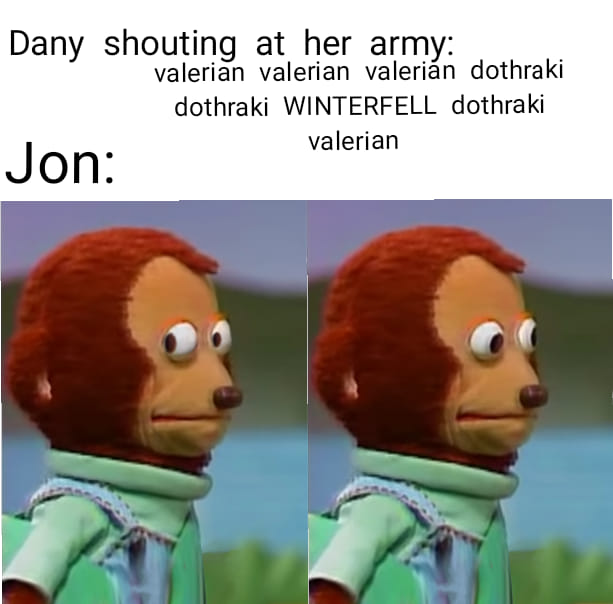 Dany shouting at her army:
valerian valerian valerian dothraki
dothraki WINTERFELL dothraki
valerian
Jon: